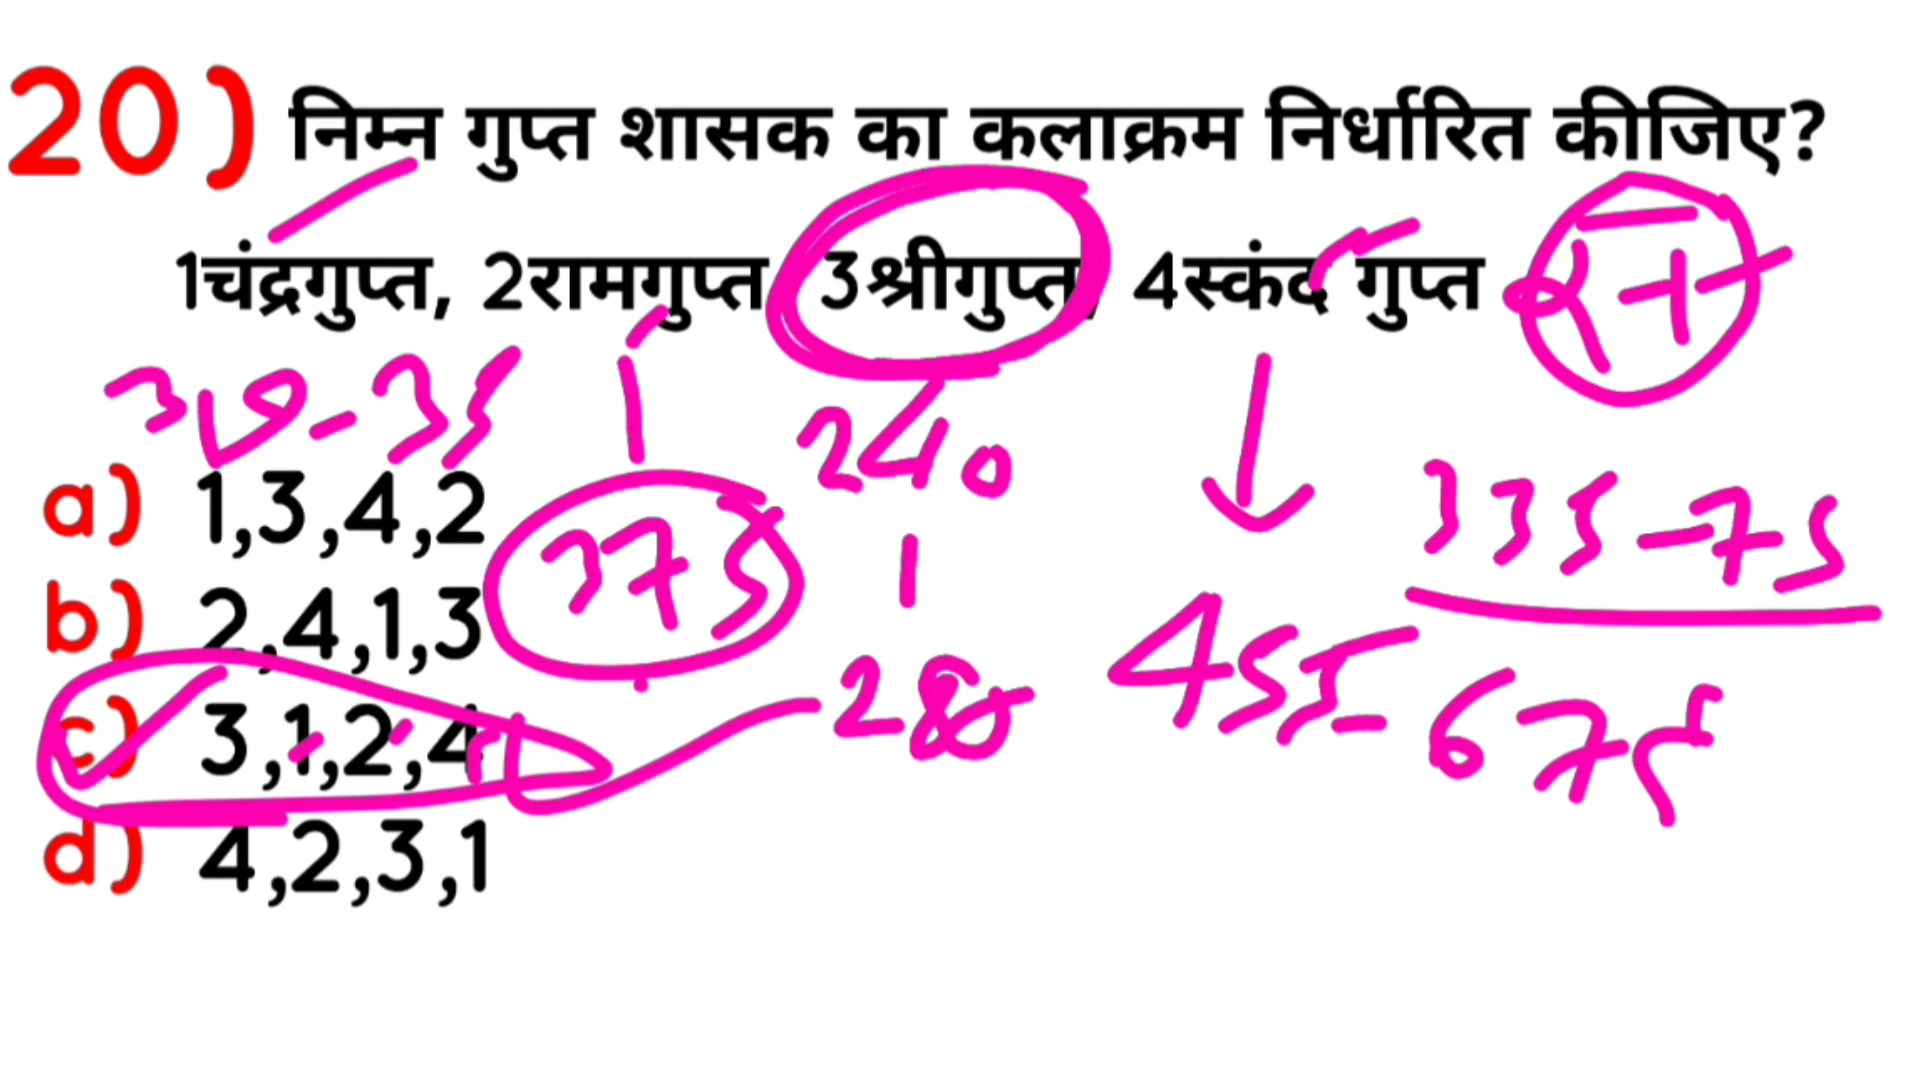 20) निम्न गुप्त शासक का कलाक्रम निर्धारित कीजिए?
1चंद्रगुप्त, 2रामगुप्त 3श्रीगुप्त, 4स्कंद गुप्त
a) 1,3,4,2
375
240
335-75
b) 2,4,1,3
280
455-
675
c) 3,1,2,4
d) 4,2,3,1